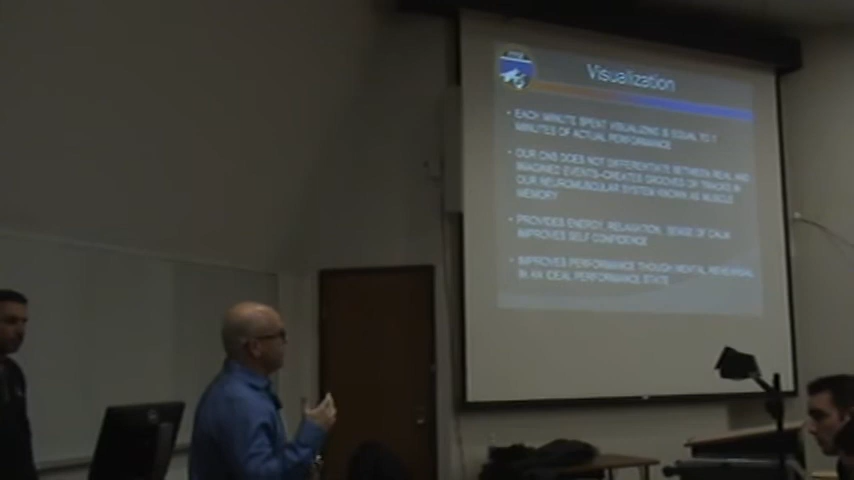 Visualization
• EACH MINUTE SPENT VISUALIZING IS EQUAL TO 7
MINUTES OF ACTUAL PERFORMANCE
• OUR CNS DOES NOT DIFFERENTIATE BETWEEN REAL AND
IMAGINED EVENTS-CREATES GROOVES OR TRACKS IN
OUR NEUROMUSCULAR SYSTEM KNOWN AS MUSCLE
MEMORY
• PROVIDES ENERGY, RELAXATION, SENSE OF CALM
IMPROVES SELF CONFIDENCE
• IMPROVES PERFORMANCE THOUGH MENTAL REHEARSAL
IN AN IDEAL PERFORMANCE STATE